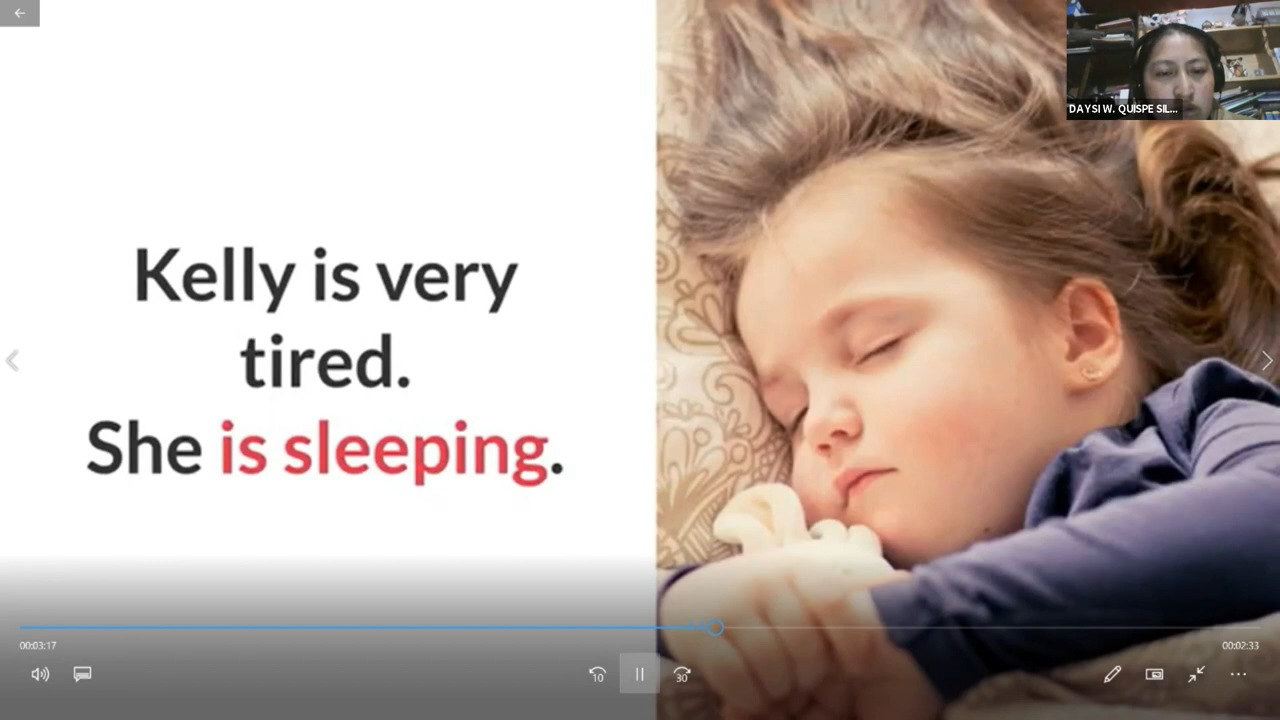 DAYSI W. QUISPE SIL...
Kelly is very
tired.
She is sleeping.
00:03:17
00:02:33
10
30